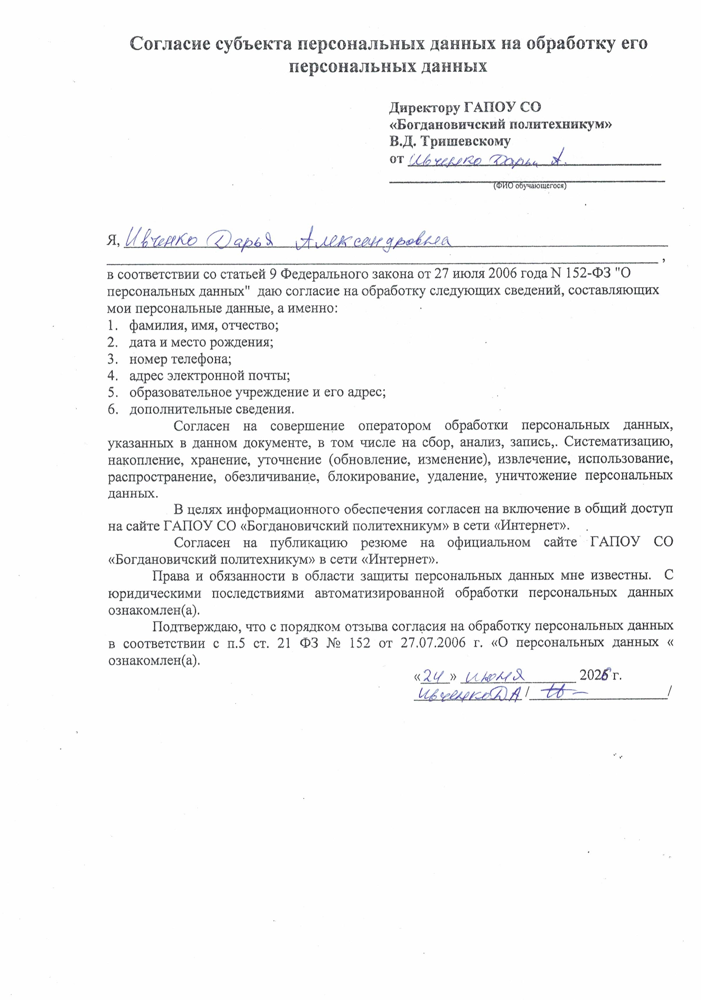 Согласие субъекта персональных данных на обработку его
персональных данных
Директору ГАПОУ СО
«Богдановичский политехникум»
В.Д. Тришевскому
от Ивченко Дарьи А.
(ФИО обучающегося)
Я, Ивченко Дарья Александровна
,
в соответствии со статьей 9 Федерального закона от 27 июля 2006 года N 152-ФЗ "О
персональных данных" даю согласие на обработку следующих сведений, составляющих
мои персональные данные, а именно:
1. фамилия, имя, отчество;
2. дата и место рождения;
3. номер телефона;
4. адрес электронной почты;
5. образовательное учреждение и его адрес;
6. дополнительные сведения.
Согласен на совершение оператором обработки персональных данных,
указанных в данном документе, в том числе на сбор, анализ, запись,. Систематизацию,
накопление, хранение, уточнение (обновление, изменение), извлечение, использование,
распространение, обезличивание, блокирование, удаление, уничтожение персональных
данных.
В целях информационного обеспечения согласен на включение в общий доступ
на сайте ГАПОУ СО «Богдановичский политехникум» в сети «Интернет».
Согласен на публикацию резюме на официальном сайте ГАПОУ СО
«Богдановичский политехникум» в сети «Интернет».
Права и обязанности в области защиты персональных данных мне известны. С
юридическими последствиями автоматизированной обработки персональных данных
ознакомлен(а).
Подтверждаю, что с порядком отзыва согласия на обработку персональных данных
в соответствии с п.5 ст. 21 ФЗ № 152 от 27.07.2006 г. «О персональных данных «
ознакомлен(а).
«24» июня г.
Ивченко ДА / /